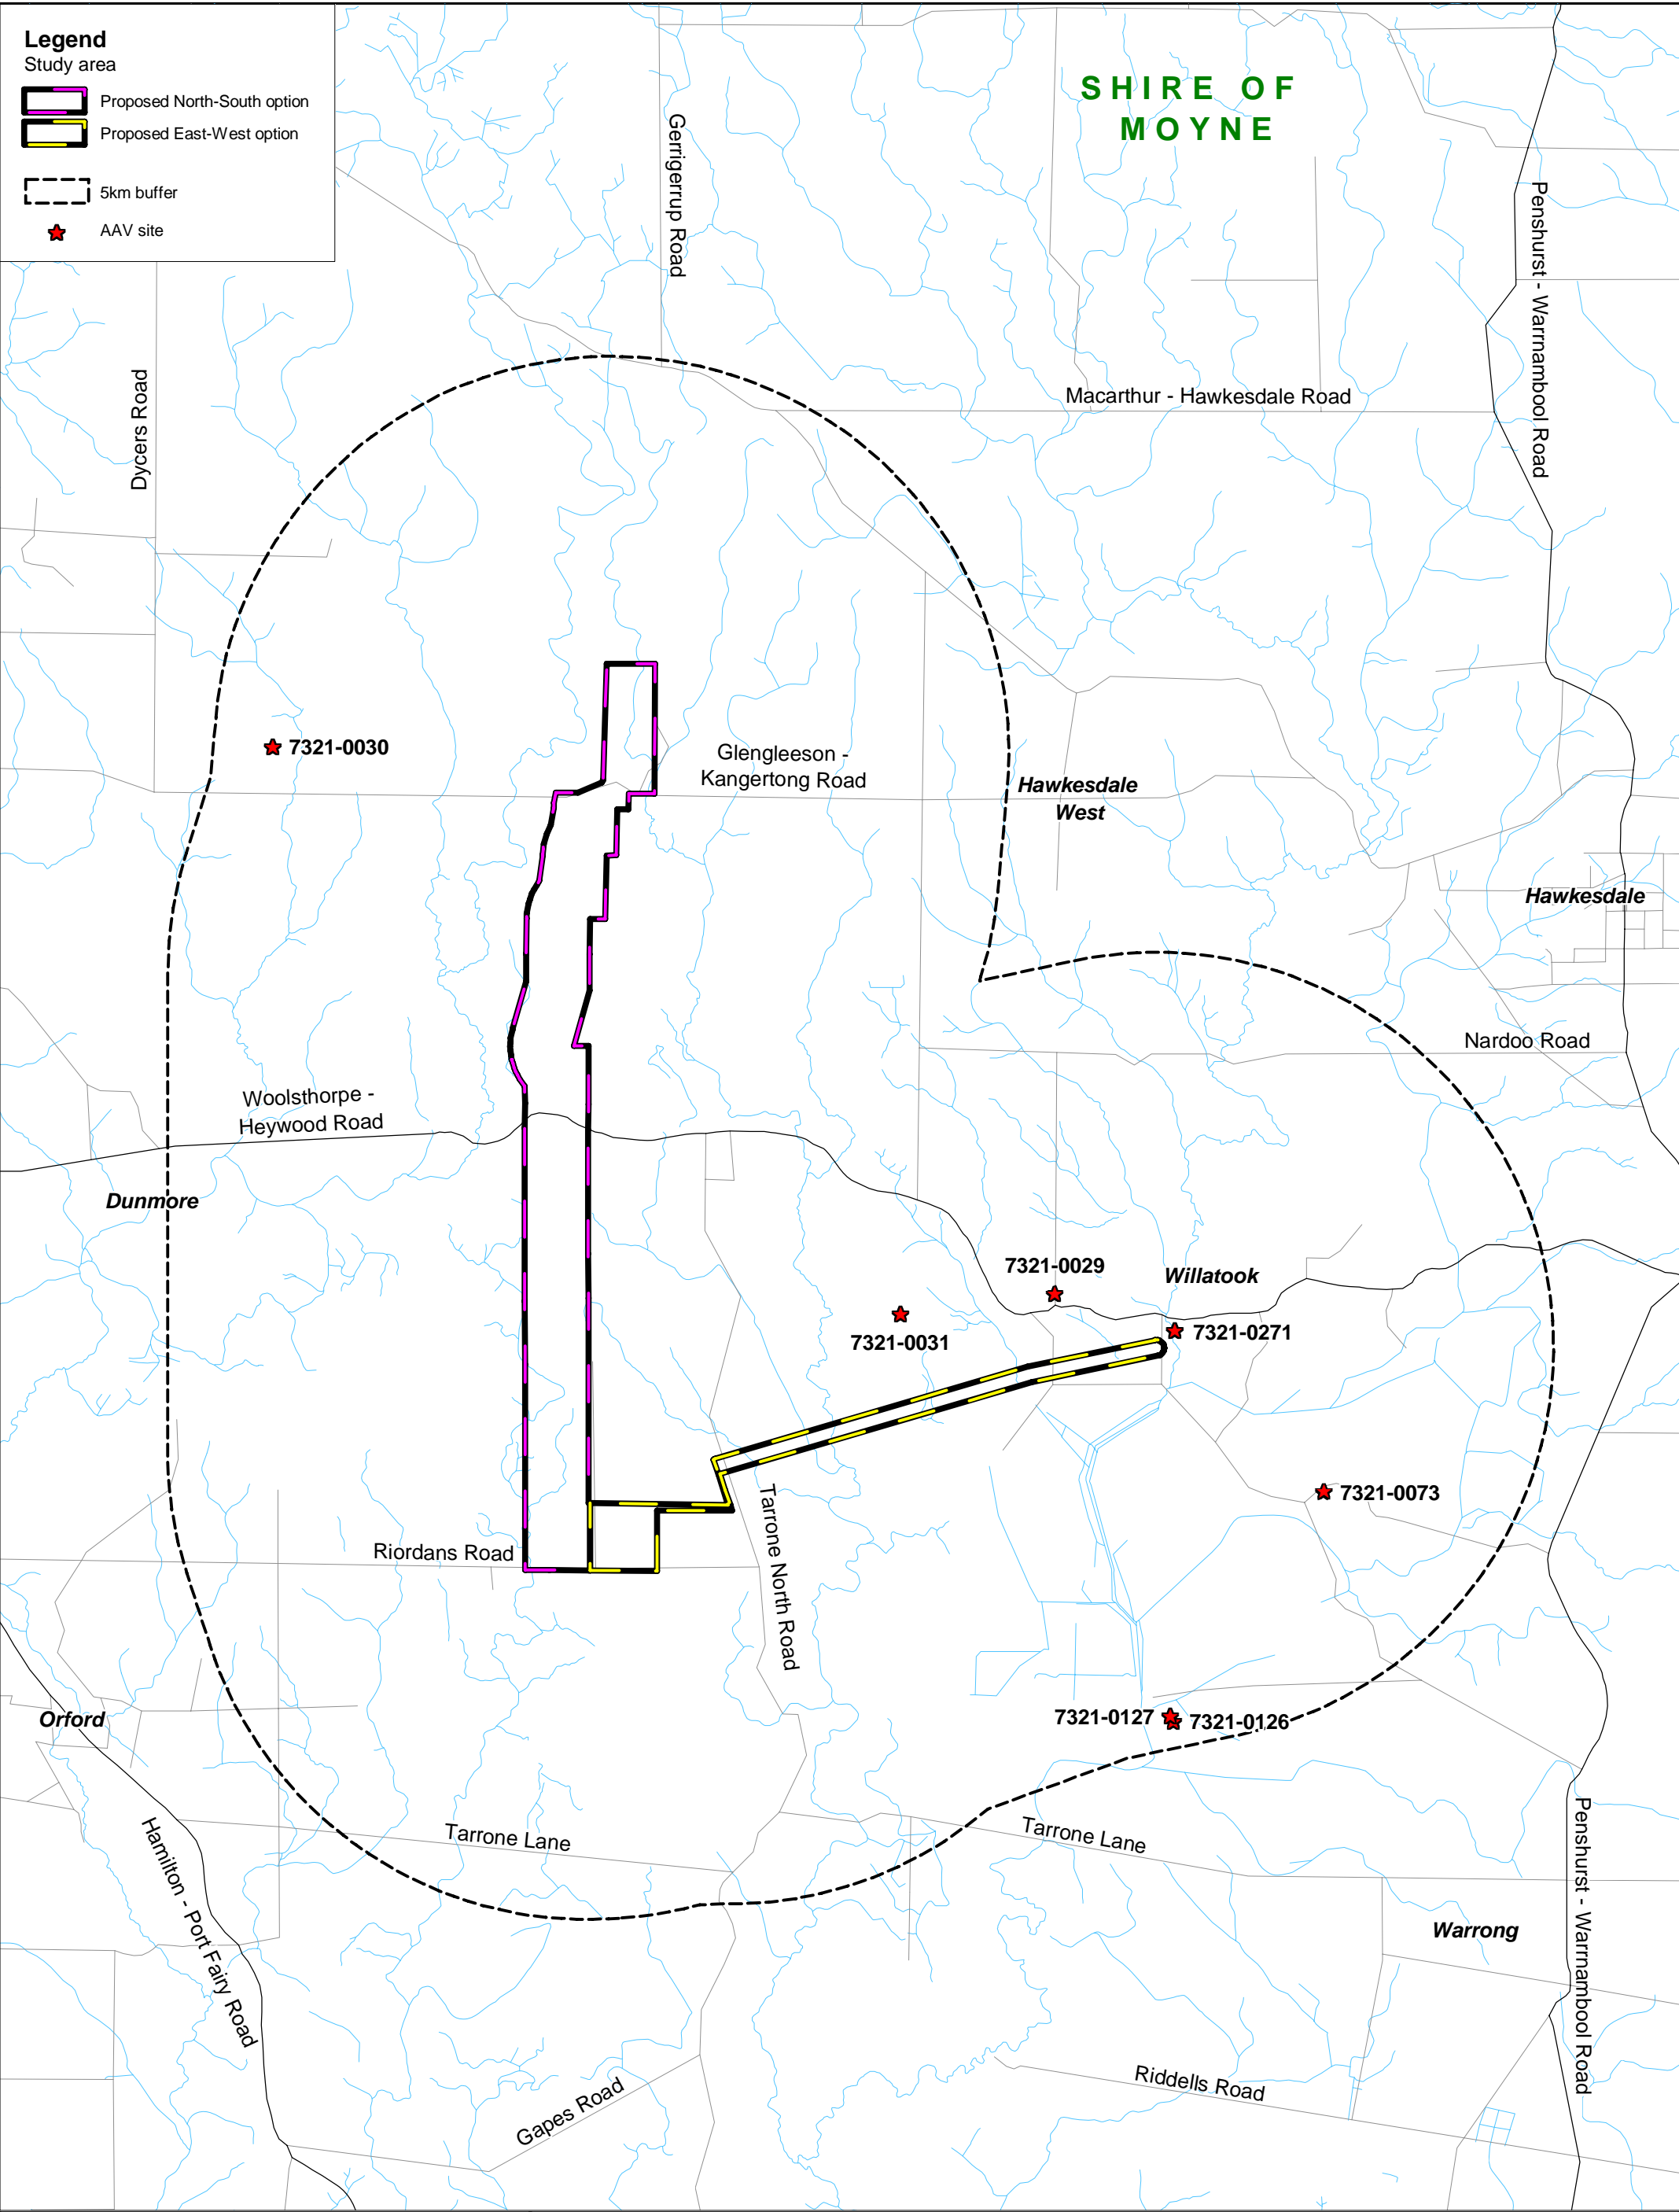 Legend
Study area
Proposed North-South option
Proposed East-West option
5km buffer
AAV site
SHIRE OF
MOYNE
Gerrigerrup Road
Penshurst - Warrnambool Road
Dycers Road
Macarthur - Hawkesdale Road
7321-0030
Glengleeson -
Kangertong Road
Hawkesdale
West
Hawkesdale
Nardoo Road
Woolsthorpe -
Heywood Road
Dunmore
7321-0029
Willatook
7321-0031
7321-0271
7321-0073
Riordans Road
Tarrone North Road
Orford
7321-0127
7321-0126
Tarrone Lane
Tarrone Lane
Hamilton - Port Fairy Road
Penshurst - Warrnambool Road
Warrong
Riddells Road
Gapes Road